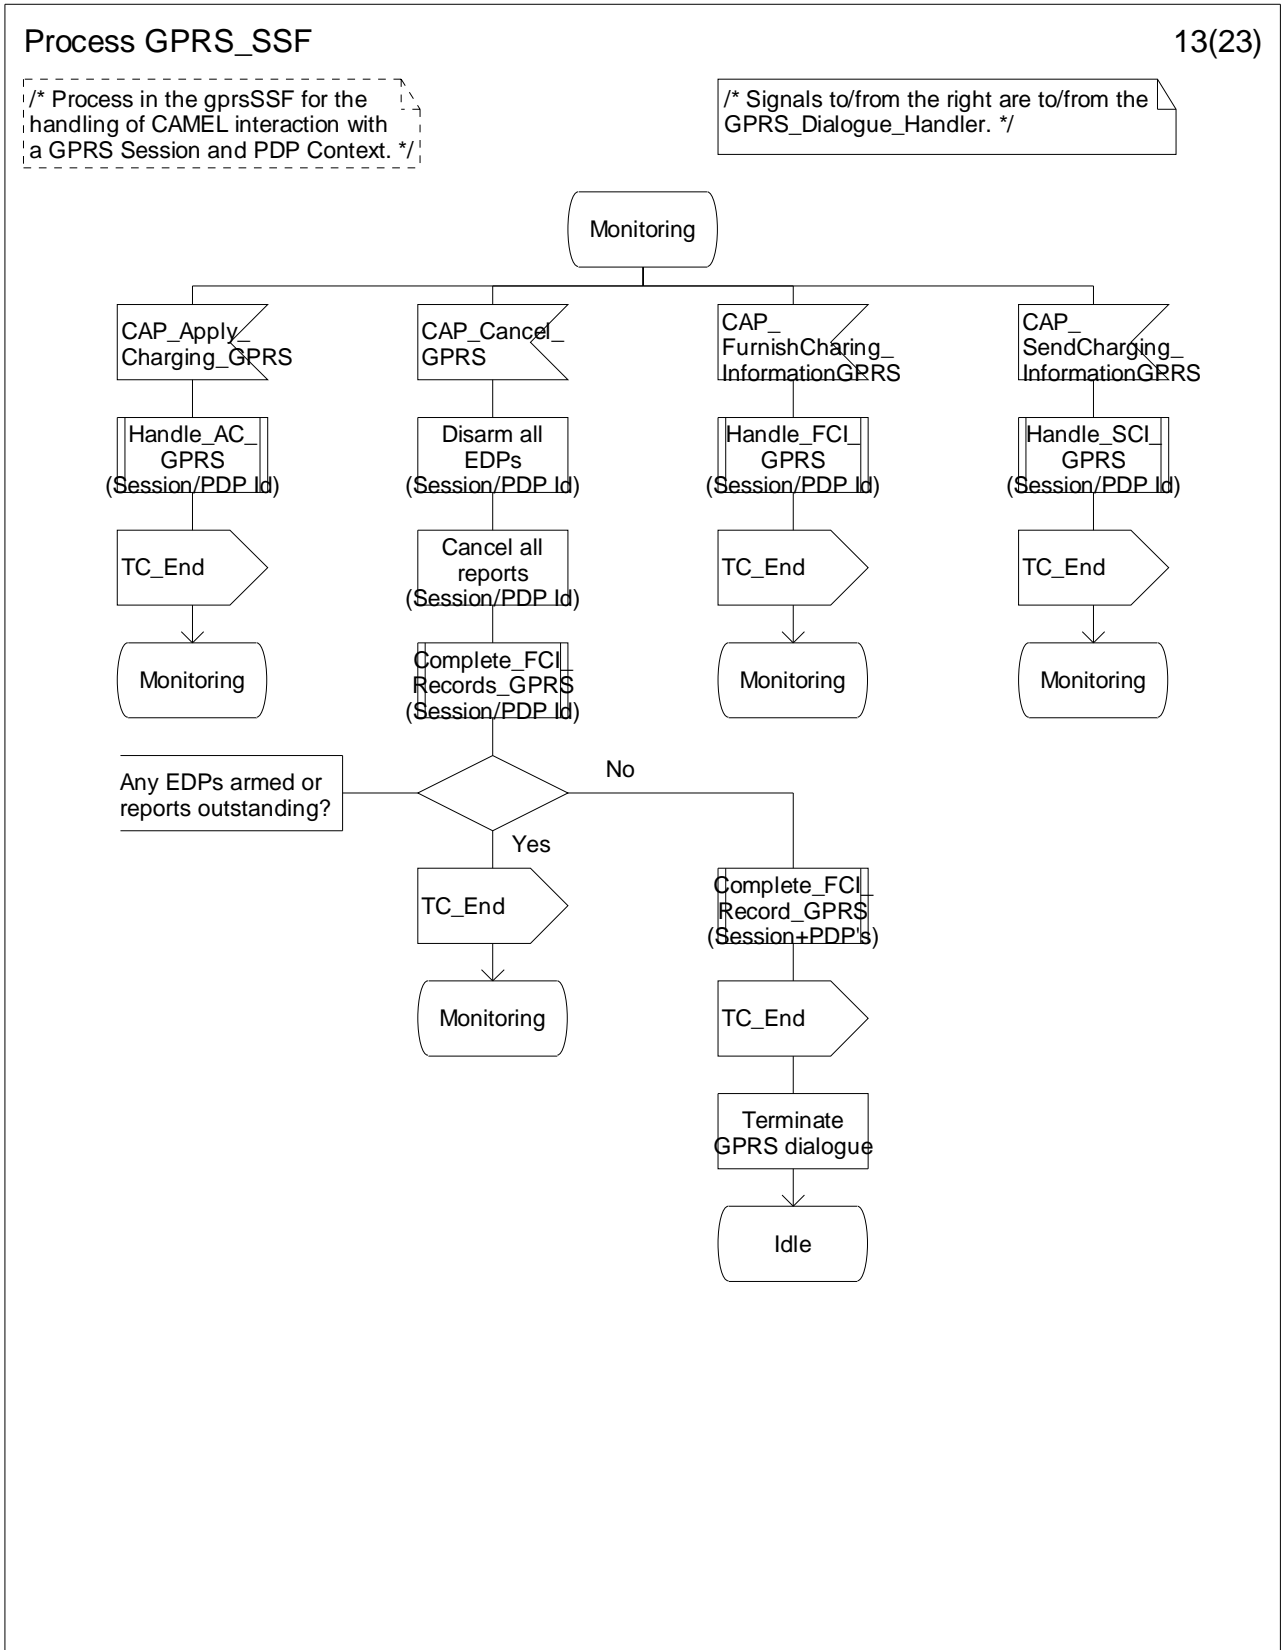 Process GPRS_SSF
13(23)
/* Process in the gprsSSF for the
handling of CAMEL interaction with
a GPRS Session and PDP Context. */
/* Signals to/from the right are to/from the
GPRS_Dialogue_Handler. */
Monitoring
CAP_Apply_
Charging_GPRS
CAP_Cancel_
GPRS
CAP_
FurnishCharing_
InformationGPRS
CAP_
SendCharging_
InformationGPRS
Handle_AC_
GPRS
(Session/PDP Id)
Disarm all
EDPs
(Session/PDP Id)
Handle_FCI_
GPRS
(Session/PDP Id)
Handle_SCI_
GPRS
(Session/PDP Id)
TC_End
Cancel all
reports
(Session/PDP Id)
TC_End
TC_End
Monitoring
Complete_FCI_
Records_GPRS
(Session/PDP Id)
Monitoring
Monitoring
Any EDPs armed or
reports outstanding?
No
Yes
TC_End
Complete_FCI_
Record_GPRS
(Session+PDP's)
Monitoring
TC_End
Terminate
GPRS dialogue
Idle